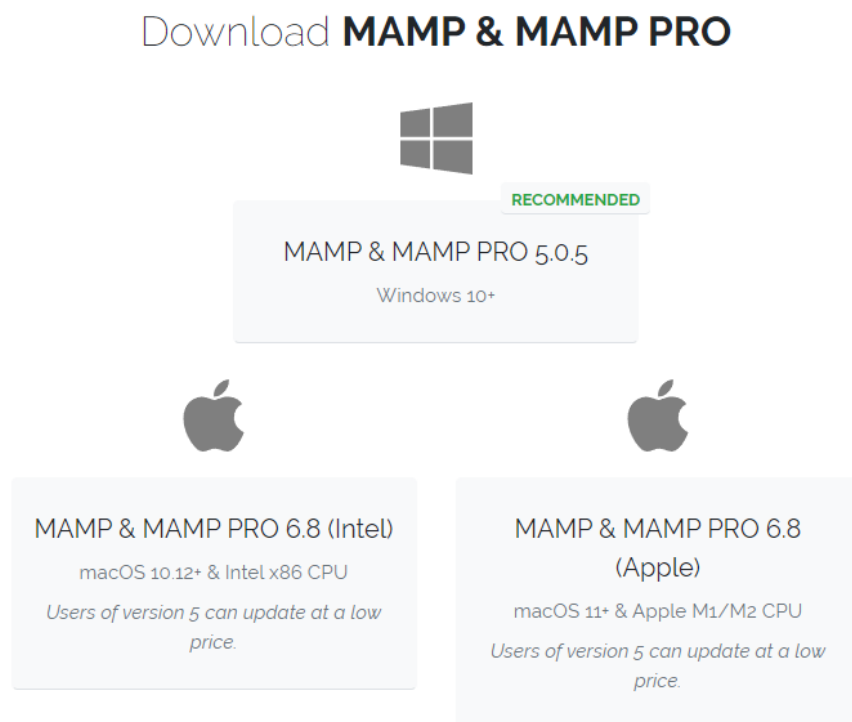 Download MAMP & MAMP PRO
RECOMMENDED
MAMP & MAMP PRO 5.0.5
Windows 10+
MAMP & MAMP PRO 6.8 (Intel)
macOS 10.12+ & Intel x86 CPU
Users of version 5 can update at a low
price.
MAMP & MAMP PRO 6.8
(Apple)
macOS 11+ & Apple M1/M2 CPU
Users of version 5 can update at a low
price.